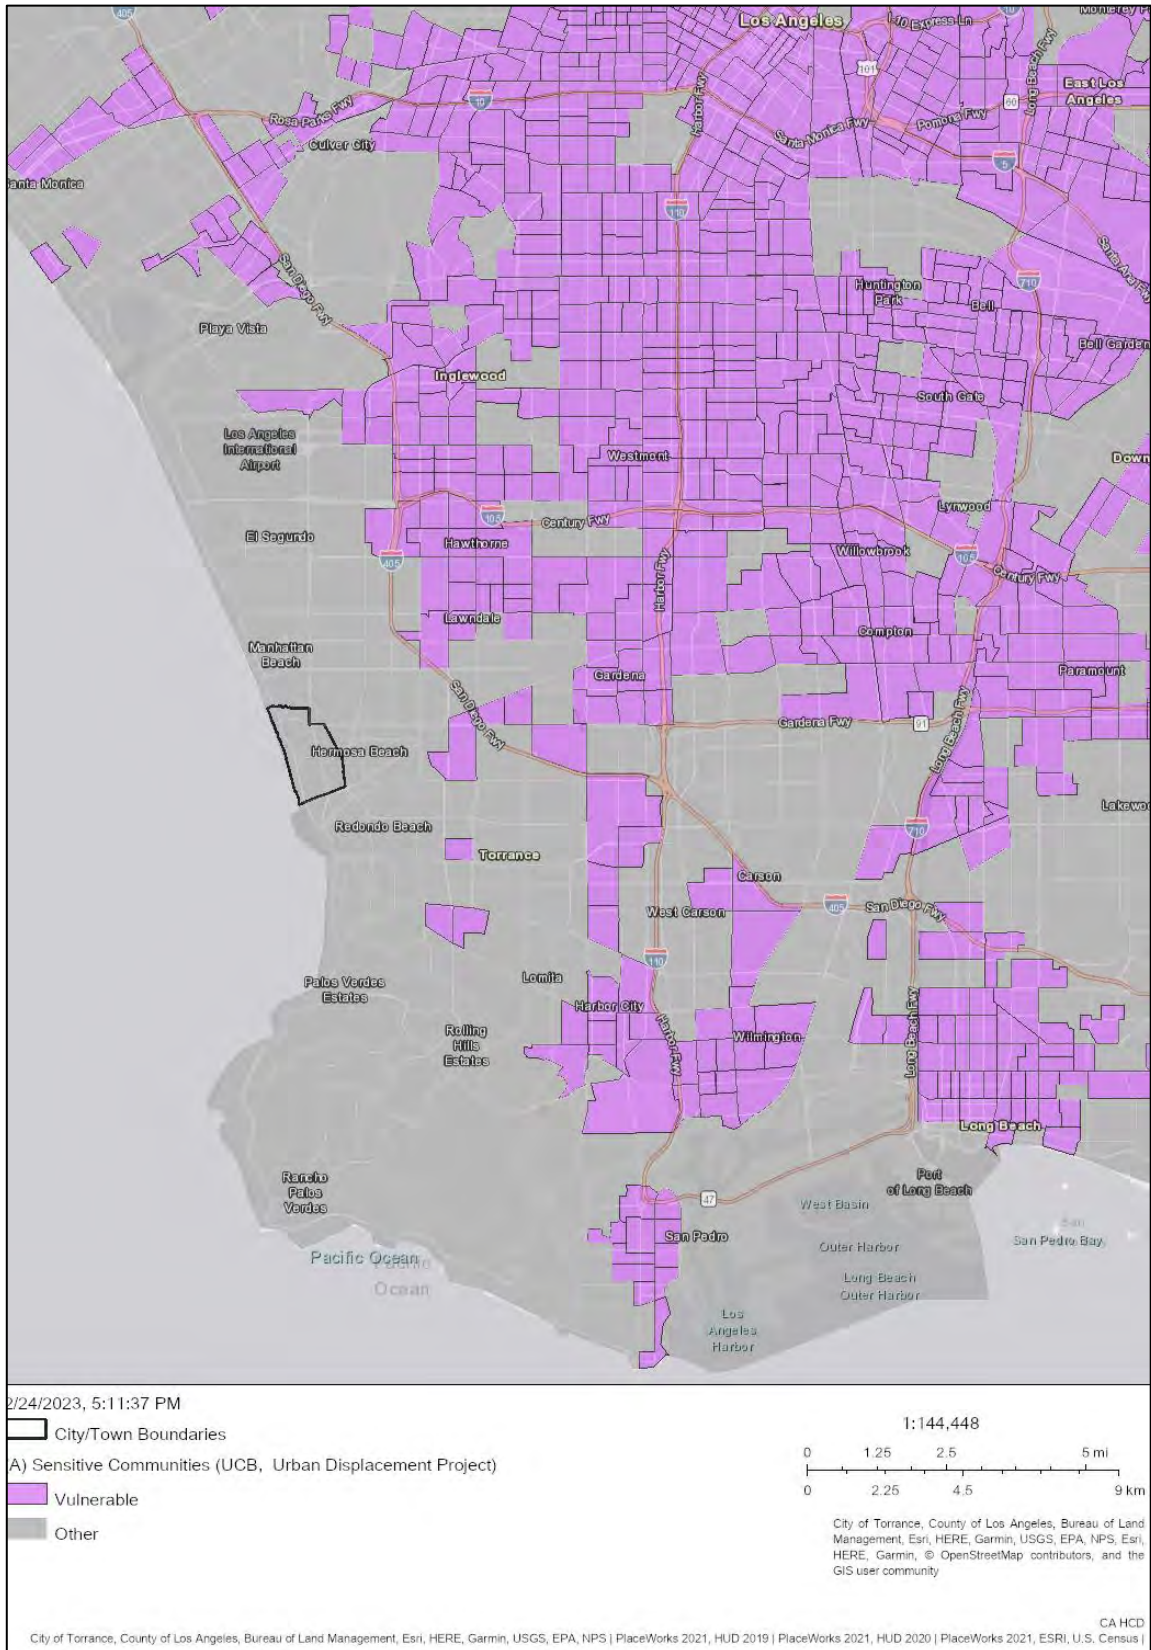 405
Los Angeles
I-10 Express Ln
10
Monterey P
101
Long Beach Fwy
East Los
Angeles
60
Harbor Fwy
10
Rosa Parks Fwy
Culver City
Santa Monica Fwy
Pomona Fwy
5
anta Monica
110
San Diego Fwy
Santa Ana Fwy
Huntington
Park
710
Bell
Playa Vista
Bell Garden
Inglewood
South Gate
Los Angeles
International
Airport
Westmont
Down
Lynwood
105
Century Fwy
El Segundo
Hawthorne
Willowbrook
105
405
Century Fwy
Harbor Fwy
Lawndale
Compton
Manhattan
Beach
Paramount
Gardena
San Diego Fwy
Long Beach Fwy
Gardena Fwy
91
Hermosa Beach
Lakewo
Redondo Beach
710
Torrance
Carson
West Carson
405
San Diego Fwy
110
Lomita
Palos Verdes
Estates
Harbor City
Long Beach Fwy
Rolling
Hills
Estates
Harbor Fwy
Wilmington
Long Beach
Rancho
Palos
Verdes
Port
of Long Beach
47
West Basin
San Pedro
San
San Pedro Bay
Outer Harbor
Pacific Ocean
Pacific
Ocean
Long Beach
Outer Harbor
Los
Angeles
Harbor
2/24/2023, 5:11:37 PM
City/Town Boundaries
A) Sensitive Communities (UCB, Urban Displacement Project)
Vulnerable
Other
1:144,448
0 1.25 2.5 5 mi
0 2.25 4.5 9 km
City of Torrance, County of Los Angeles, Bureau of Land
Management, Esri, HERE, Garmin, USGS, EPA, NPS, Esri,
HERE, Garmin, © OpenStreetMap contributors, and the
GIS user community
CA HCD
City of Torrance, County of Los Angeles, Bureau of Land Management, Esri, HERE, Garmin, USGS, EPA, NPS | PlaceWorks 2021, HUD 2019 | PlaceWorks 2021, HUD 2020 | PlaceWorks 2021, ESRI, U.S. Census |